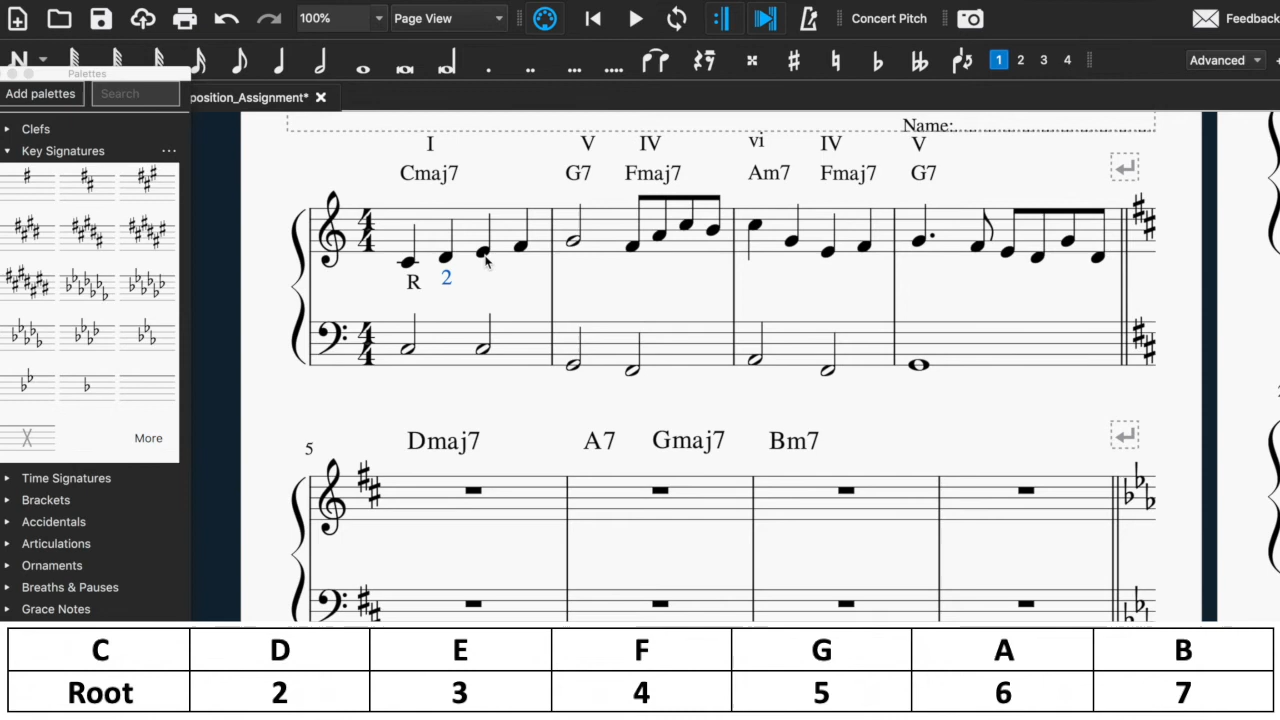 100% Page View Concert Pitch Feedback
N 1 2 3 4 Advanced
Palettes
Add palettes Search position_Assignment*
Clefs
Key Signatures
More
Time Signatures
Brackets
Accidentals
Articulations
Ornaments
Breaths & Pauses
Grace Notes
Name:
I V IV vi IV V
Cmaj7 G7 Fmaj7 Am7 Fmaj7 G7
R 2
5 Dmaj7 A7 Gmaj7 Bm7
C D E F G A B
Root 2 3 4 5 6 7